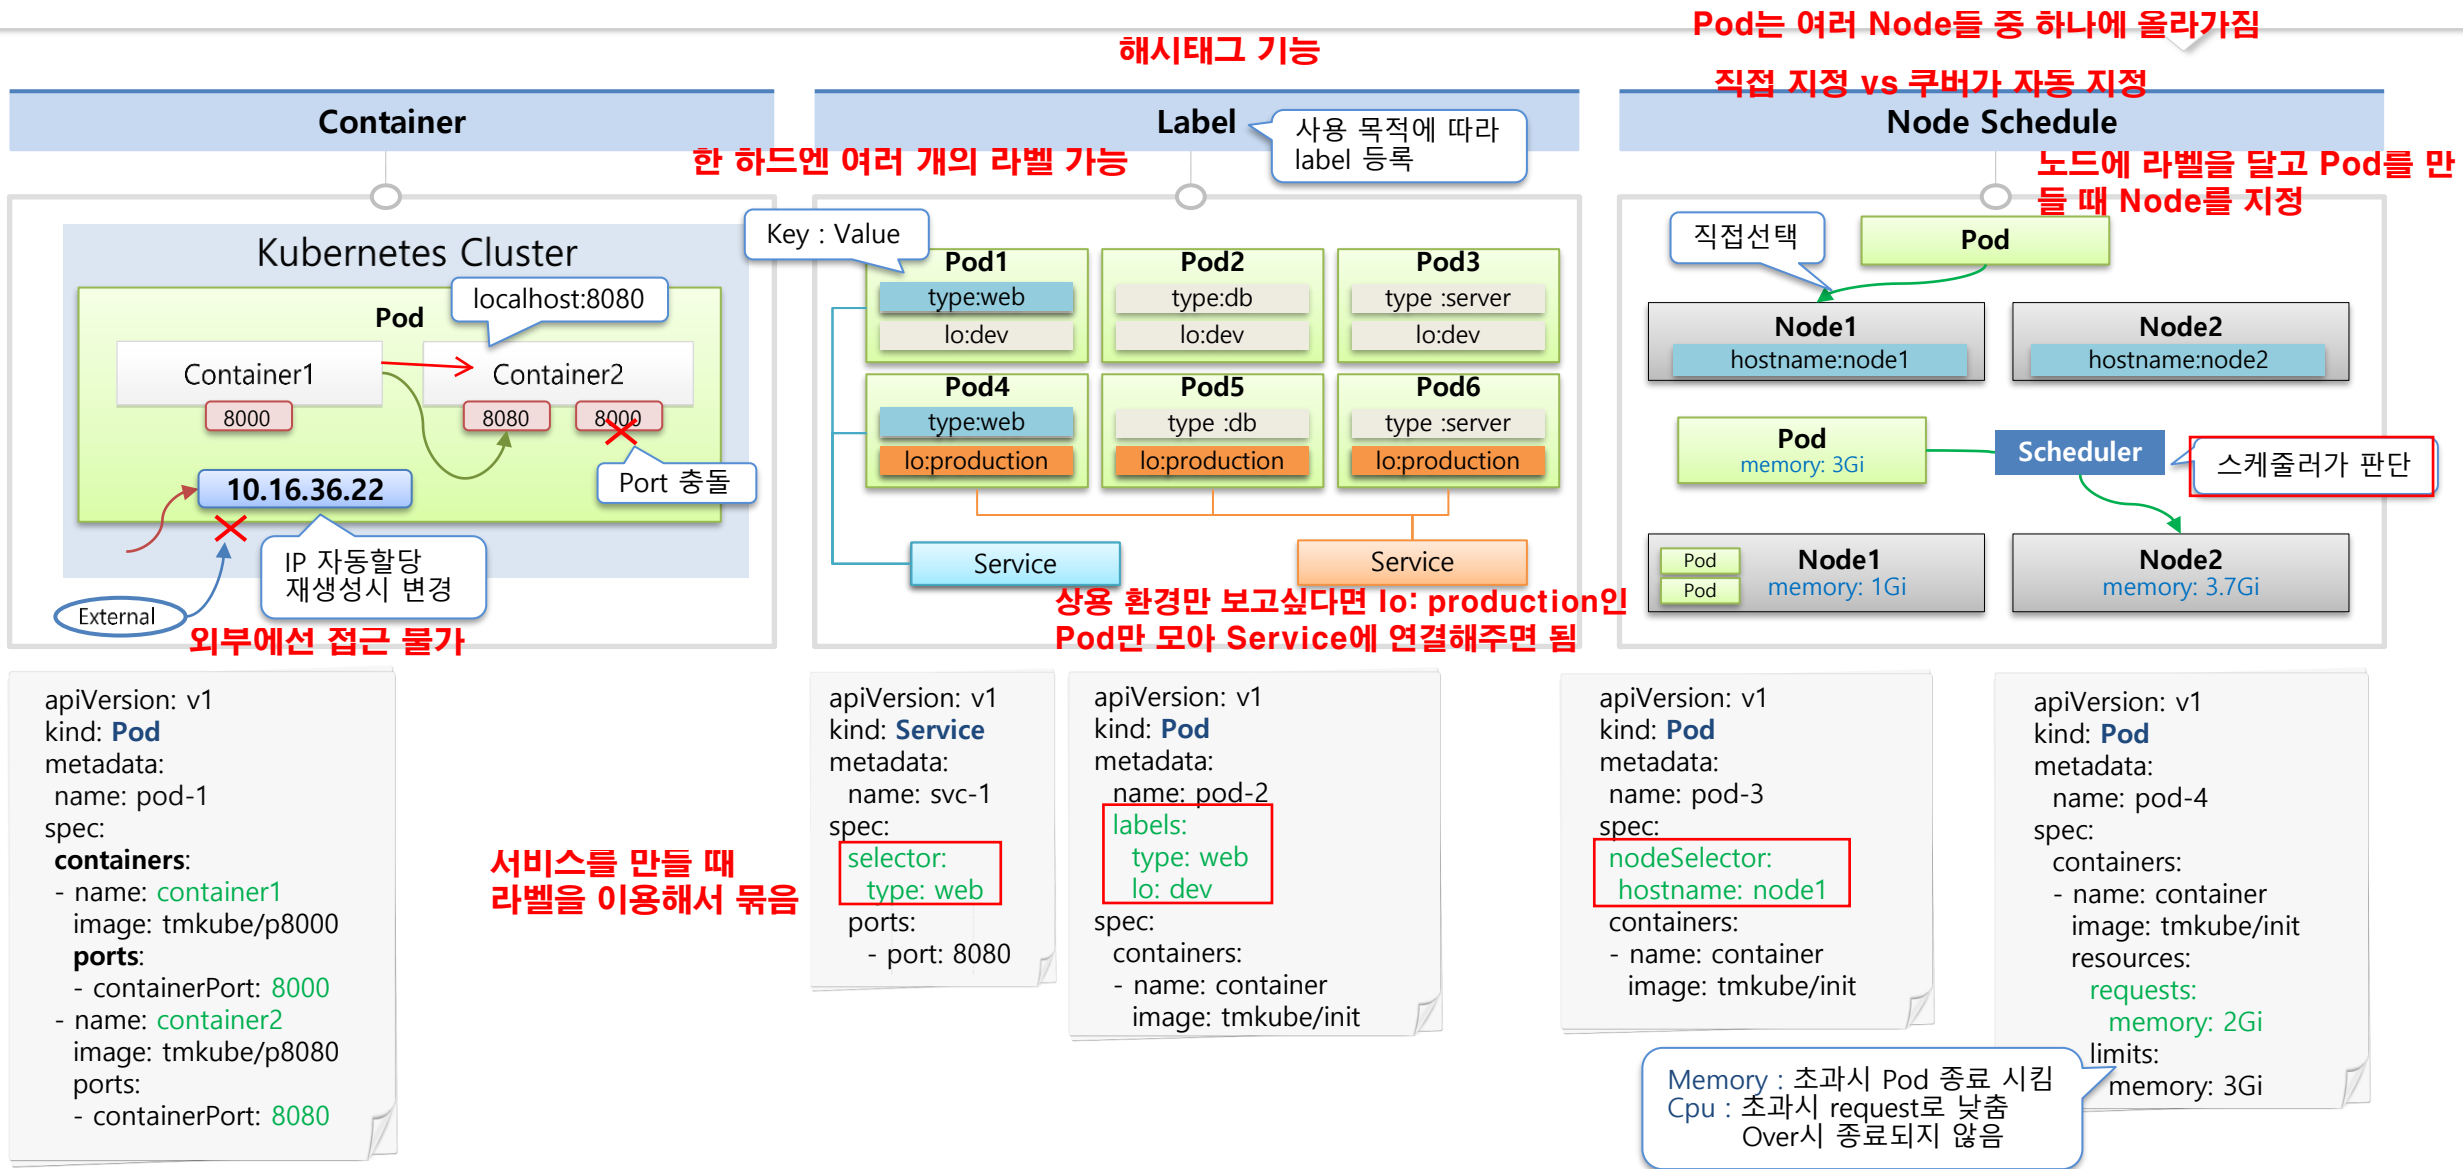 Pod는 여러 Node들 중 하나에 올라가짐
해시태그 기능
직접 지정 vs 쿠버가 자동 지정
Container
Label
사용 목적에 따라
label 등록
Node Schedule
한 하드엔 여러 개의 라벨 가능
노드에 라벨을 달고 Pod를 만
들 때 Node를 지정
Kubernetes Cluster
localhost:8080
Pod
Container1
Container2
8000
8080
8000
Port 충돌
10.16.36.22
IP 자동할당
재생성시 변경
External
외부에선 접근 불가
Key : Value
Pod1
type:web
lo:dev
Pod2
type:db
lo:dev
Pod3
type :server
lo:dev
Pod4
type:web
lo:production
Pod5
type :db
lo:production
Pod6
type :server
lo:production
Service
Service
상용 환경만 보고싶다면 lo: production인
Pod만 모아 Service에 연결해주면 됨
직접선택
Pod
Node1
hostname:node1
Node2
hostname:node2
Pod
memory: 3Gi
Scheduler
스케줄러가 판단
Pod
Pod
Node1
memory: 1Gi
Node2
memory: 3.7Gi
apiVersion: v1
kind: Pod
metadata:
name: pod-1
spec:
containers:
- name: container1
image: tmkube/p8000
ports:
- containerPort: 8000
- name: container2
image: tmkube/p8080
ports:
- containerPort: 8080
서비스를 만들 때
라벨을 이용해서 묶음
apiVersion: v1
kind: Service
metadata:
name: svc-1
spec:
selector:
type: web
ports:
- port: 8080
apiVersion: v1
kind: Pod
metadata:
name: pod-2
labels:
type: web
lo: dev
spec:
containers:
- name: container
image: tmkube/init
apiVersion: v1
kind: Pod
metadata:
name: pod-3
spec:
nodeSelector:
hostname: node1
containers:
- name: container
image: tmkube/init
apiVersion: v1
kind: Pod
metadata:
name: pod-4
spec:
containers:
- name: container
image: tmkube/init
resources:
requests:
memory: 2Gi
limits:
memory: 3Gi
Memory : 초과시 Pod 종료 시킴
Cpu : 초과시 request로 낮춤
Over시 종료되지 않음